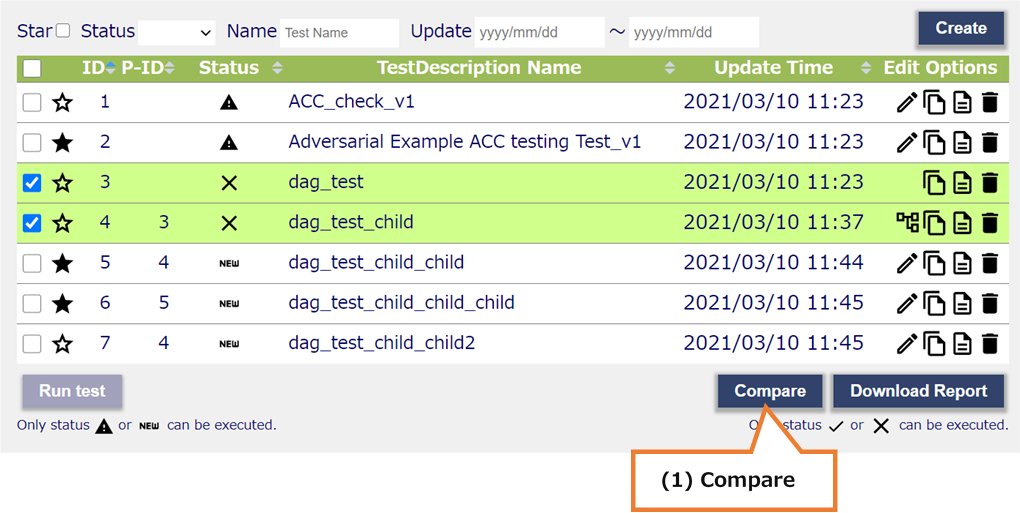 Star Status Name Test Name Update yyyy/mm/dd ~ yyyy/mm/dd Create
ID P-ID Status TestDescription Name Update Time Edit Options
1 ACC_check_v1 2021/03/10 11:23
2 Adversarial Example ACC testing Test_v1 2021/03/10 11:23
3 dag_test 2021/03/10 11:23
4 3 dag_test_child 2021/03/10 11:37
5 4 NEW dag_test_child_child 2021/03/10 11:44
6 5 NEW dag_test_child_child_child 2021/03/10 11:45
7 4 NEW dag_test_child_child2 2021/03/10 11:45
Run test Compare Download Report
Only status or NEW can be executed. status or can be executed.
(1) Compare